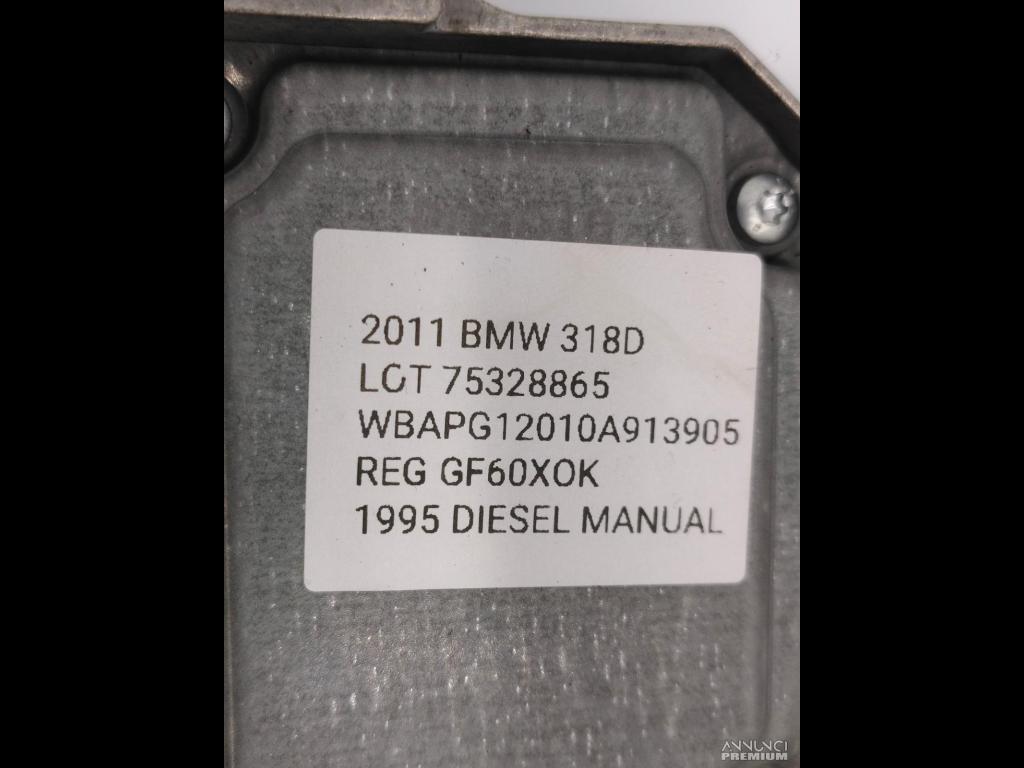 2011 BMW 318D
LOT 75328865
WBAPG12010A913905
REG GF60XOK
1995 DIESEL MANUAL
ANNUNCI
PREMIUM